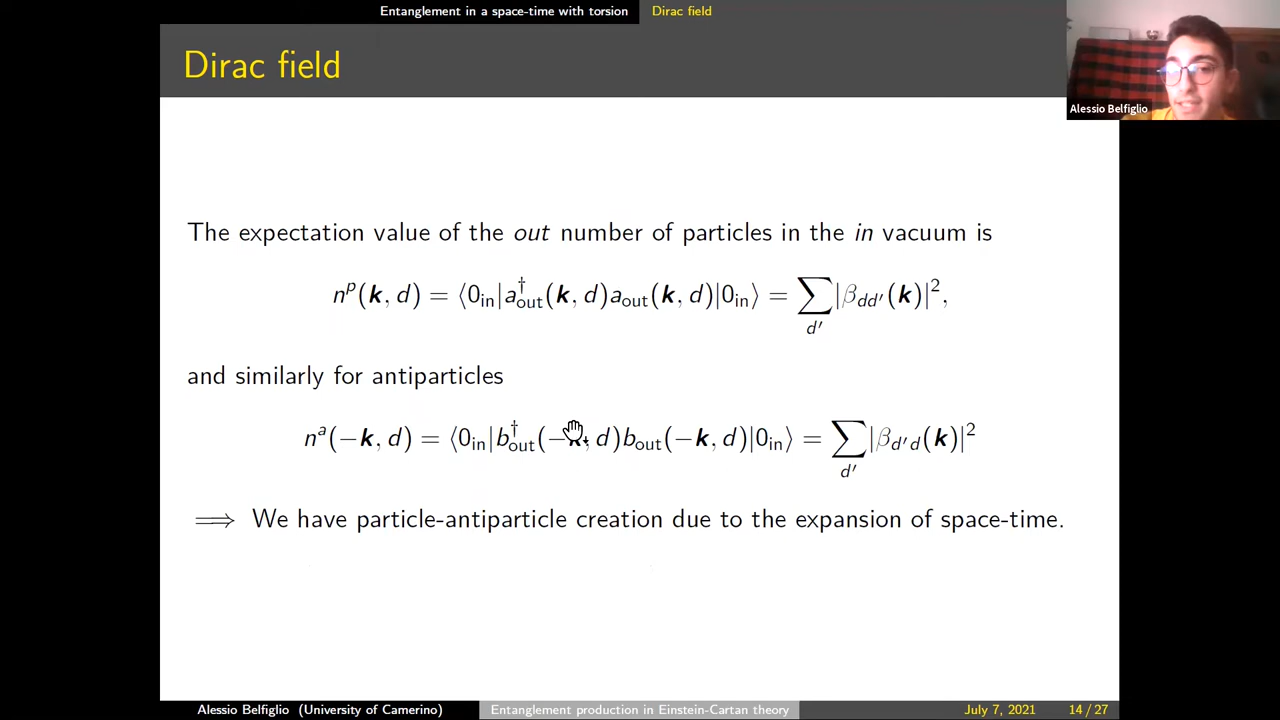 Entanglement in a space-time with torsion Dirac field
Dirac field
Alessio Belfiglio
The expectation value of the out number of particles in the in vacuum is
n^p(k, d) = ⟨0_in|a†_out(k, d)a_out(k, d)|0_in⟩ = ∑_{d′} |β_{dd′}(k)|²,
and similarly for antiparticles
n^a(−k, d) = ⟨0_in|b†_out(−k, d)b_out(−k, d)|0_in⟩ = ∑_{d′} |β_{d′d}(k)|²
⟹ We have particle-antiparticle creation due to the expansion of space-time.
Alessio Belfiglio (University of Camerino) Entanglement production in Einstein-Cartan theory July 7, 2021 14 / 27